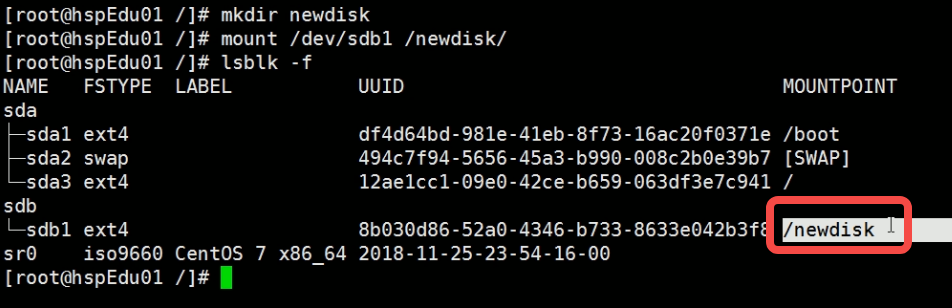 [root@hspEdu01 /]# mkdir newdisk
[root@hspEdu01 /]# mount /dev/sdb1 /newdisk/
[root@hspEdu01 /]# lsblk -f
NAME   FSTYPE  LABEL           UUID                                 MOUNTPOINT
sda
├─sda1 ext4                    df4d64bd-981e-41eb-8f73-16ac20f0371e /boot
├─sda2 swap                    494c7f94-5656-45a3-b990-008c2b0e39b7 [SWAP]
└─sda3 ext4                    12ae1cc1-09e0-42ce-b659-063df3e7c941 /
sdb
└─sdb1 ext4                    8b030d86-52a0-4346-b733-8633e042b3f8 /newdisk
sr0    iso9660 CentOS 7 x86_64 2018-11-25-23-54-16-00
[root@hspEdu01 /]#